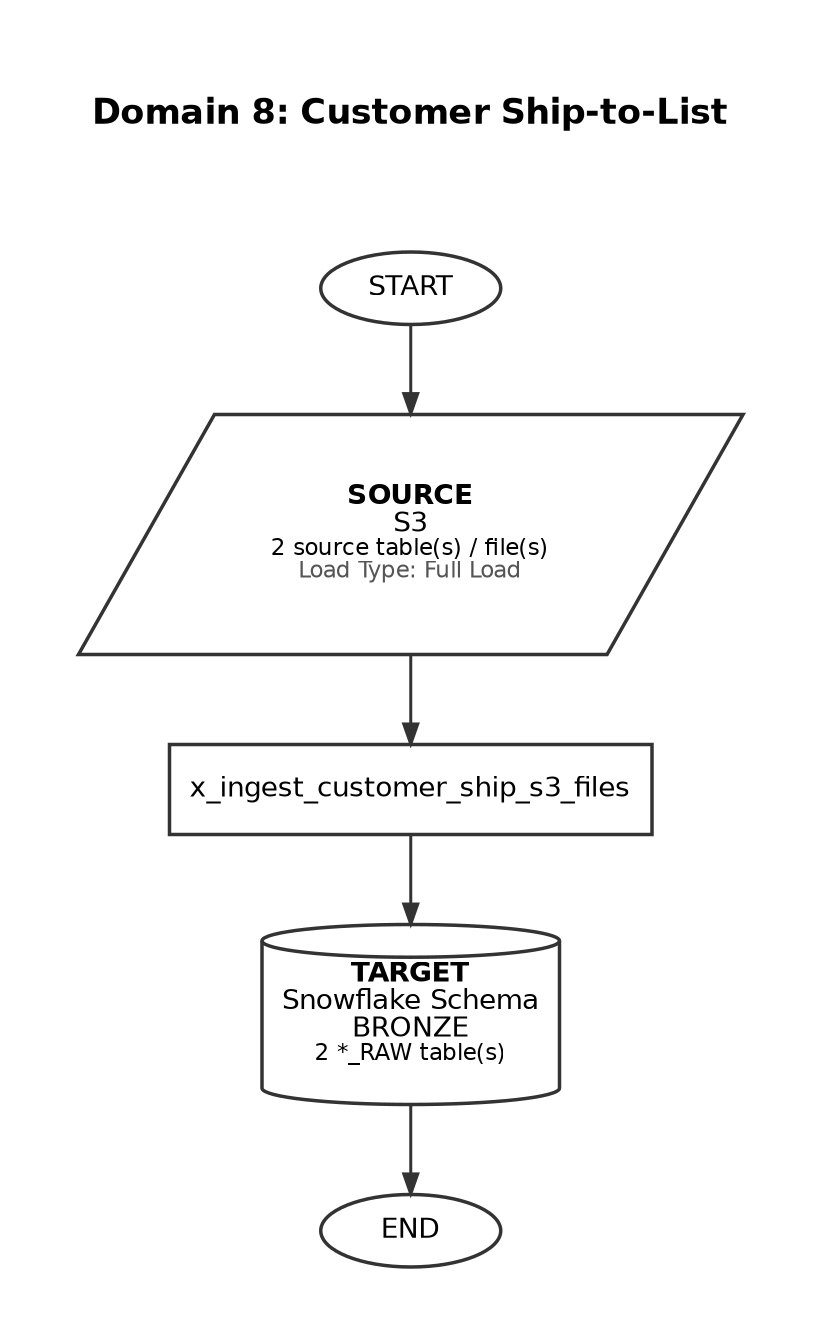 Domain 8: Customer Ship-to-List
START
SOURCE
S3
2 source table(s) / file(s)
Load Type: Full Load
x_ingest_customer_ship_s3_files
TARGET
Snowflake Schema
BRONZE
2 *_RAW table(s)
END